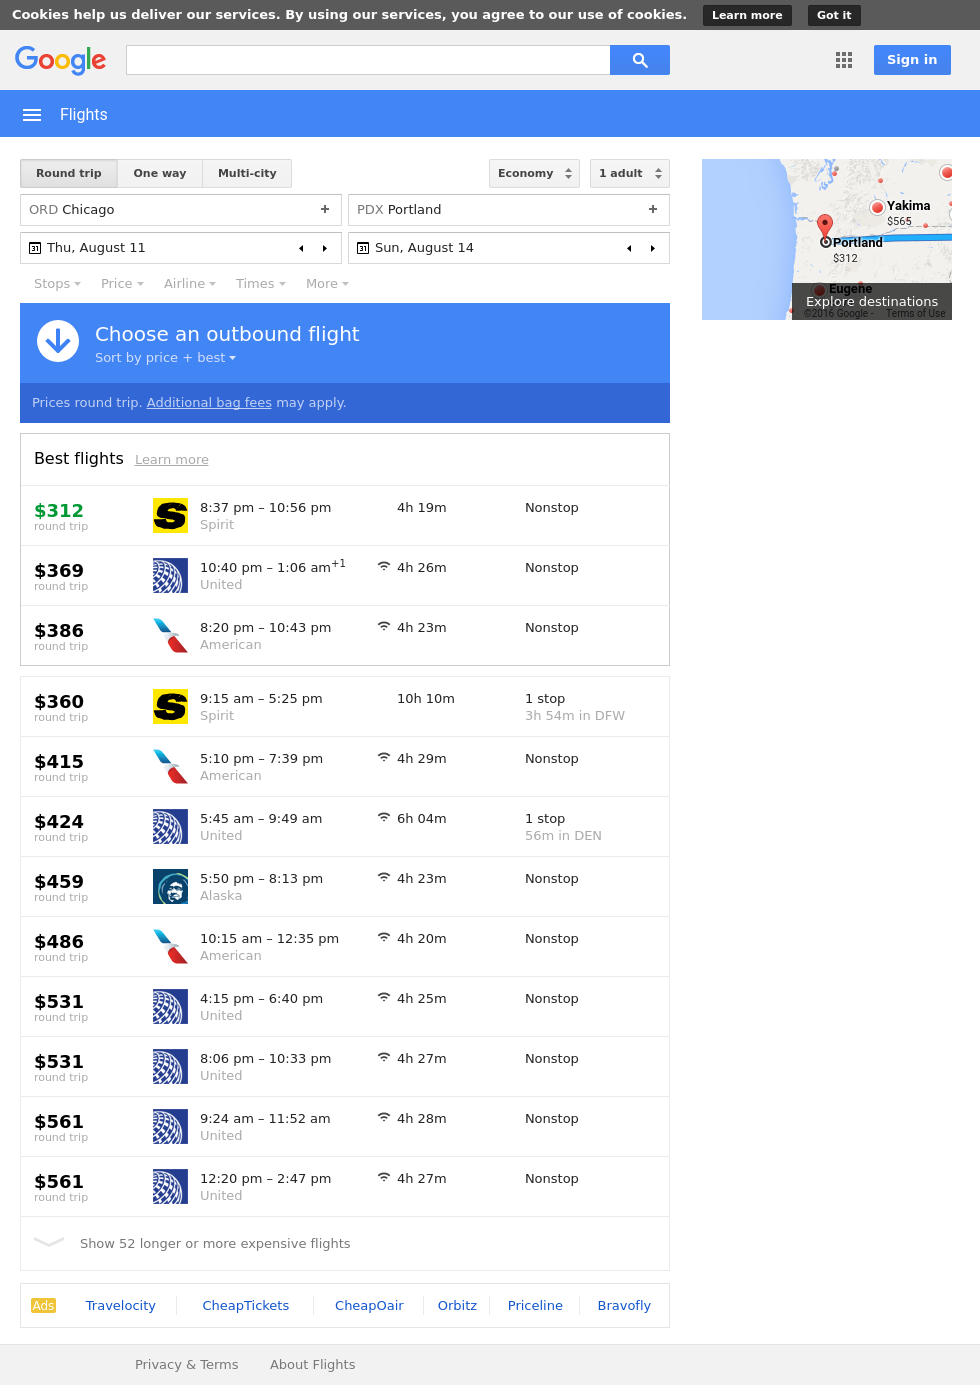 Cookies help us deliver our services. By using our services, you agree to our use of cookies. Learn more Got it
Google Sign in
Flights
Round trip One way Multi-city Economy 1 adult
ORD Chicago + PDX Portland +
31 Thu, August 11 31 Sun, August 14
Stops Price Airline Times More
Yakima
$565
Portland
$312
Eugene
Explore destinations
©2016 Google - Terms of Use
Choose an outbound flight
Sort by price + best
Prices round trip. Additional bag fees may apply.
Best flights Learn more
$312 8:37 pm – 10:56 pm 4h 19m Nonstop
round trip Spirit
$369 10:40 pm – 1:06 am+1 4h 26m Nonstop
round trip United
$386 8:20 pm – 10:43 pm 4h 23m Nonstop
round trip American
$360 9:15 am – 5:25 pm 10h 10m 1 stop
round trip Spirit 3h 54m in DFW
$415 5:10 pm – 7:39 pm 4h 29m Nonstop
round trip American
$424 5:45 am – 9:49 am 6h 04m 1 stop
round trip United 56m in DEN
$459 5:50 pm – 8:13 pm 4h 23m Nonstop
round trip Alaska
$486 10:15 am – 12:35 pm 4h 20m Nonstop
round trip American
$531 4:15 pm – 6:40 pm 4h 25m Nonstop
round trip United
$531 8:06 pm – 10:33 pm 4h 27m Nonstop
round trip United
$561 9:24 am – 11:52 am 4h 28m Nonstop
round trip United
$561 12:20 pm – 2:47 pm 4h 27m Nonstop
round trip United
Show 52 longer or more expensive flights
Ads Travelocity CheapTickets CheapOair Orbitz Priceline Bravofly
Privacy & Terms About Flights